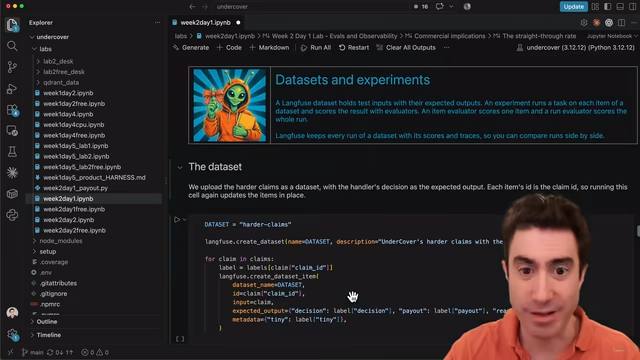 undercover
16
Update
Explorer
undercover
labs
lab2_desk
lab2free_desk
qdrant_data
week1day2.ipynb
week1day3.ipynb
week1day4.ipynb
week1day4cpu.ipynb
week1day4free.ipynb
week1day5_lab1.ipynb
week1day5_lab2.ipynb
week1day5_lab2free.ipynb
week1day5_product_HARNESS.md
week2day1_payout.py
week2day1.ipynb
week2day1free.ipynb
week2day2.ipynb
week2day2free.ipynb
node_modules
setup
.coverage
.env
.gitattributes
.gitignore
.npmrc
Outline
Timeline
main
week2day1.ipynb
labs > week2day1.ipynb > M↓ Week 2 Day 1 Lab - Evals and Observability > M↓ Commercial implications > M↓ The straight-through rate
Generate + Code + Markdown Run All Restart Clear All Outputs ... undercover (3.12.12) (Python 3.12.12)
Datasets and experiments
A Langfuse dataset holds test inputs with their expected outputs. An experiment runs a task on each item of a
dataset and scores the result with evaluators. An item evaluator scores one item and a run evaluator scores the
whole run.
Langfuse keeps every run of a dataset with its scores and traces, so you can compare runs side by side.
The dataset
We upload the harder claims as a dataset, with the handler's decision as the expected output. Each item's id is the claim id, so running this
cell again updates the items in place.
DATASET = "harder-claims"
langfuse.create_dataset(name=DATASET, description="UnderCover's harder claims with the
for claim in claims:
label = labels[claim["claim_id"]]
langfuse.create_dataset_item(
dataset_name=DATASET,
id=claim["claim_id"],
input=claim,
expected_output={"decision": label["decision"], "payout": label["payout"], "rea
metadata={"tiny": label["tiny"]},
)
[ ]